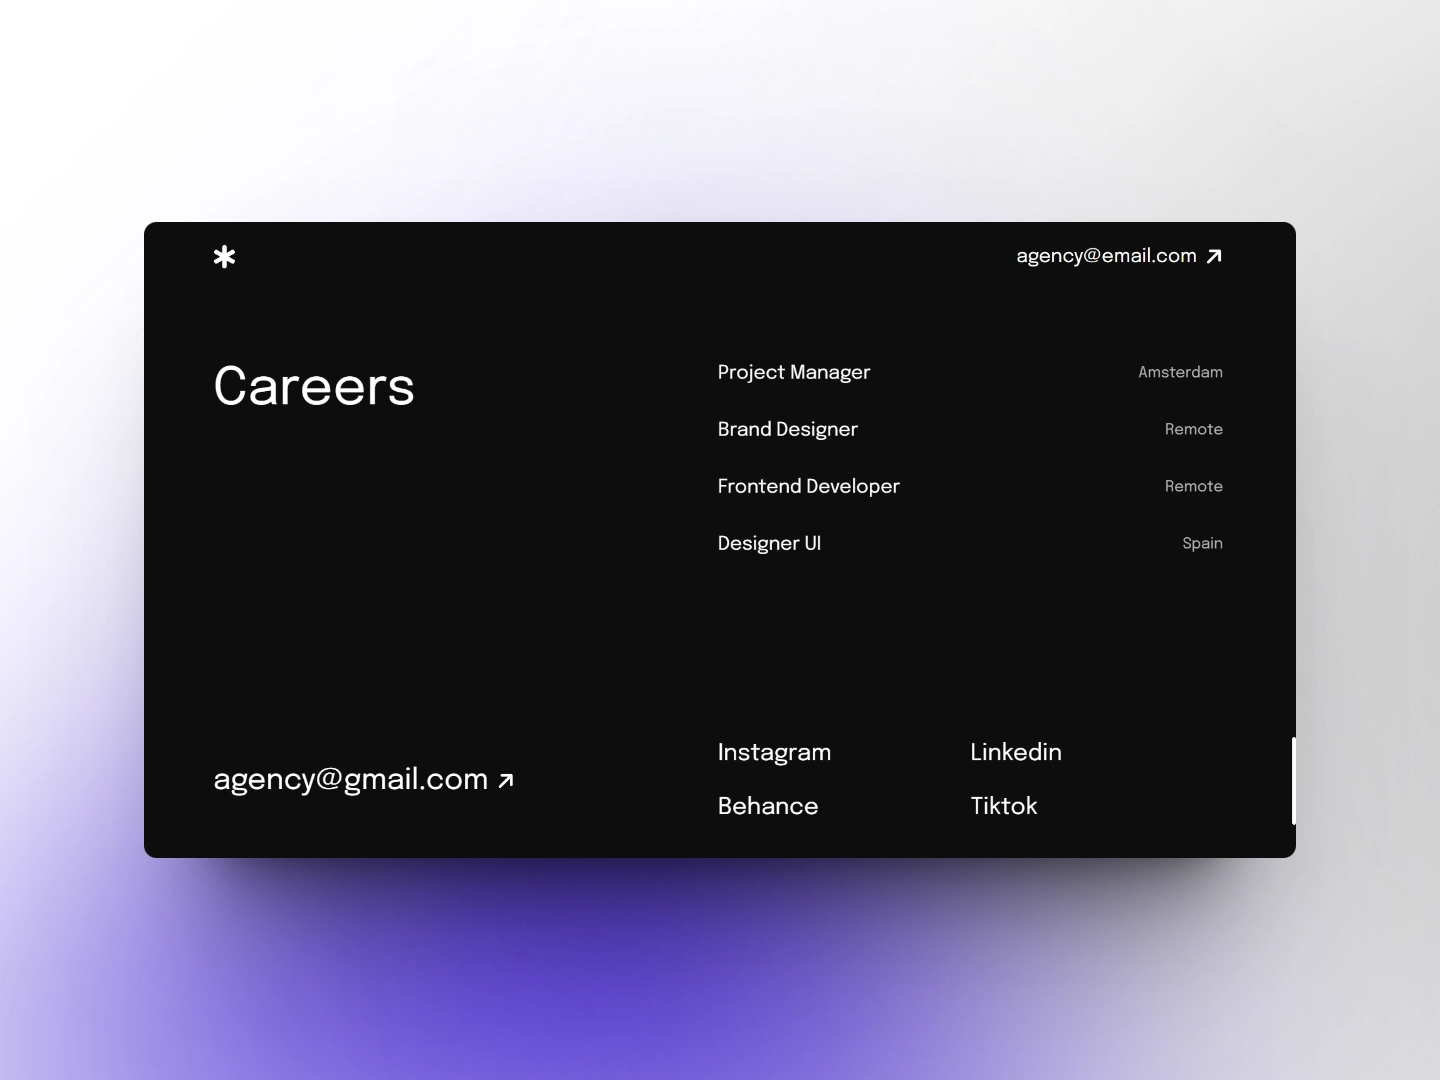 agency@email.com
Careers
Project Manager Amsterdam
Brand Designer Remote
Frontend Developer Remote
Designer UI Spain
agency@gmail.com
Instagram Linkedin
Behance Tiktok